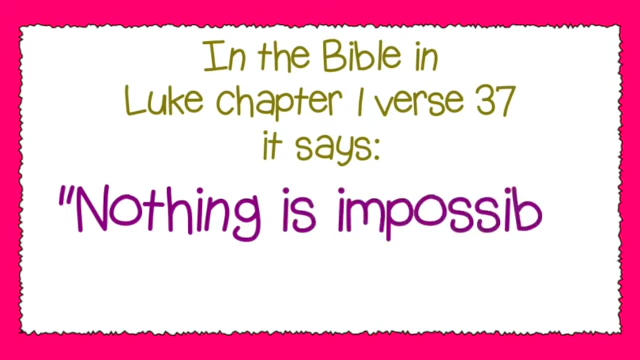 In the Bible in
Luke chapter 1 verse 37
it says:
"Nothing is impossib